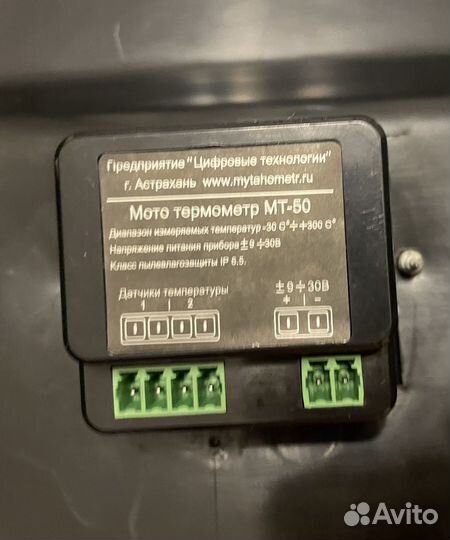 Предприятие "Цифровые технологии"
г. Астрахань www.mytahometr.ru
Мото термометр МТ-50
Диапазон измеряемых температур -30 С°÷+300 С°
Напряжение питания прибора ±9÷30В
Класс пылевлагозащиты IP 6.5.
Датчики температуры
1 | 2
±9÷30В
+ | -
Avito